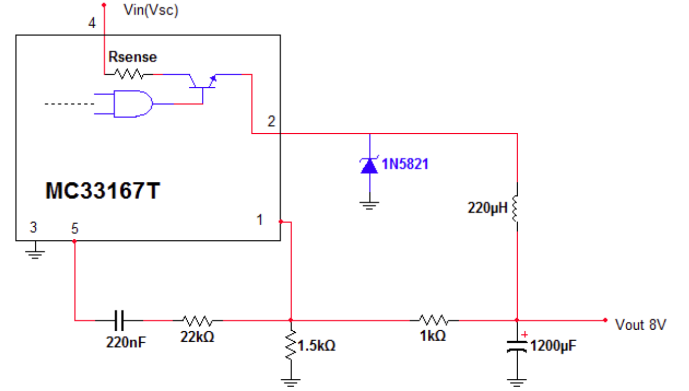 Vin(Vsc)
4
Rsense
2
1N5821
MC33167T
220µH
1
3
5
220nF
22kΩ
1.5kΩ
1kΩ
+
1200µF
Vout 8V